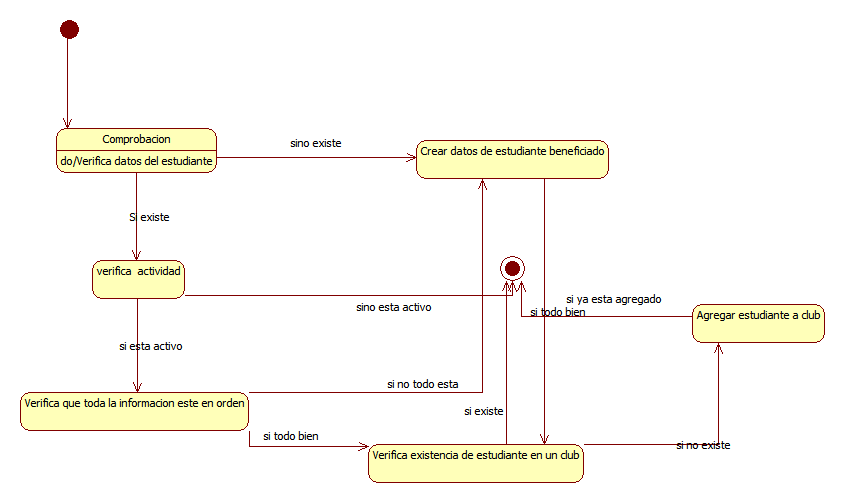 Comprobacion
do/Verifica datos del estudiante
sino existe
Crear datos de estudiante beneficiado
S existe
verifica actividad
sino esta activo
si ya esta agregado
si todo bien
Agregar estudiante a club
si esta activo
si no todo esta
Verifica que toda la informacion este en orden
si existe
si todo bien
si no existe
Verifica existencia de estudiante en un club